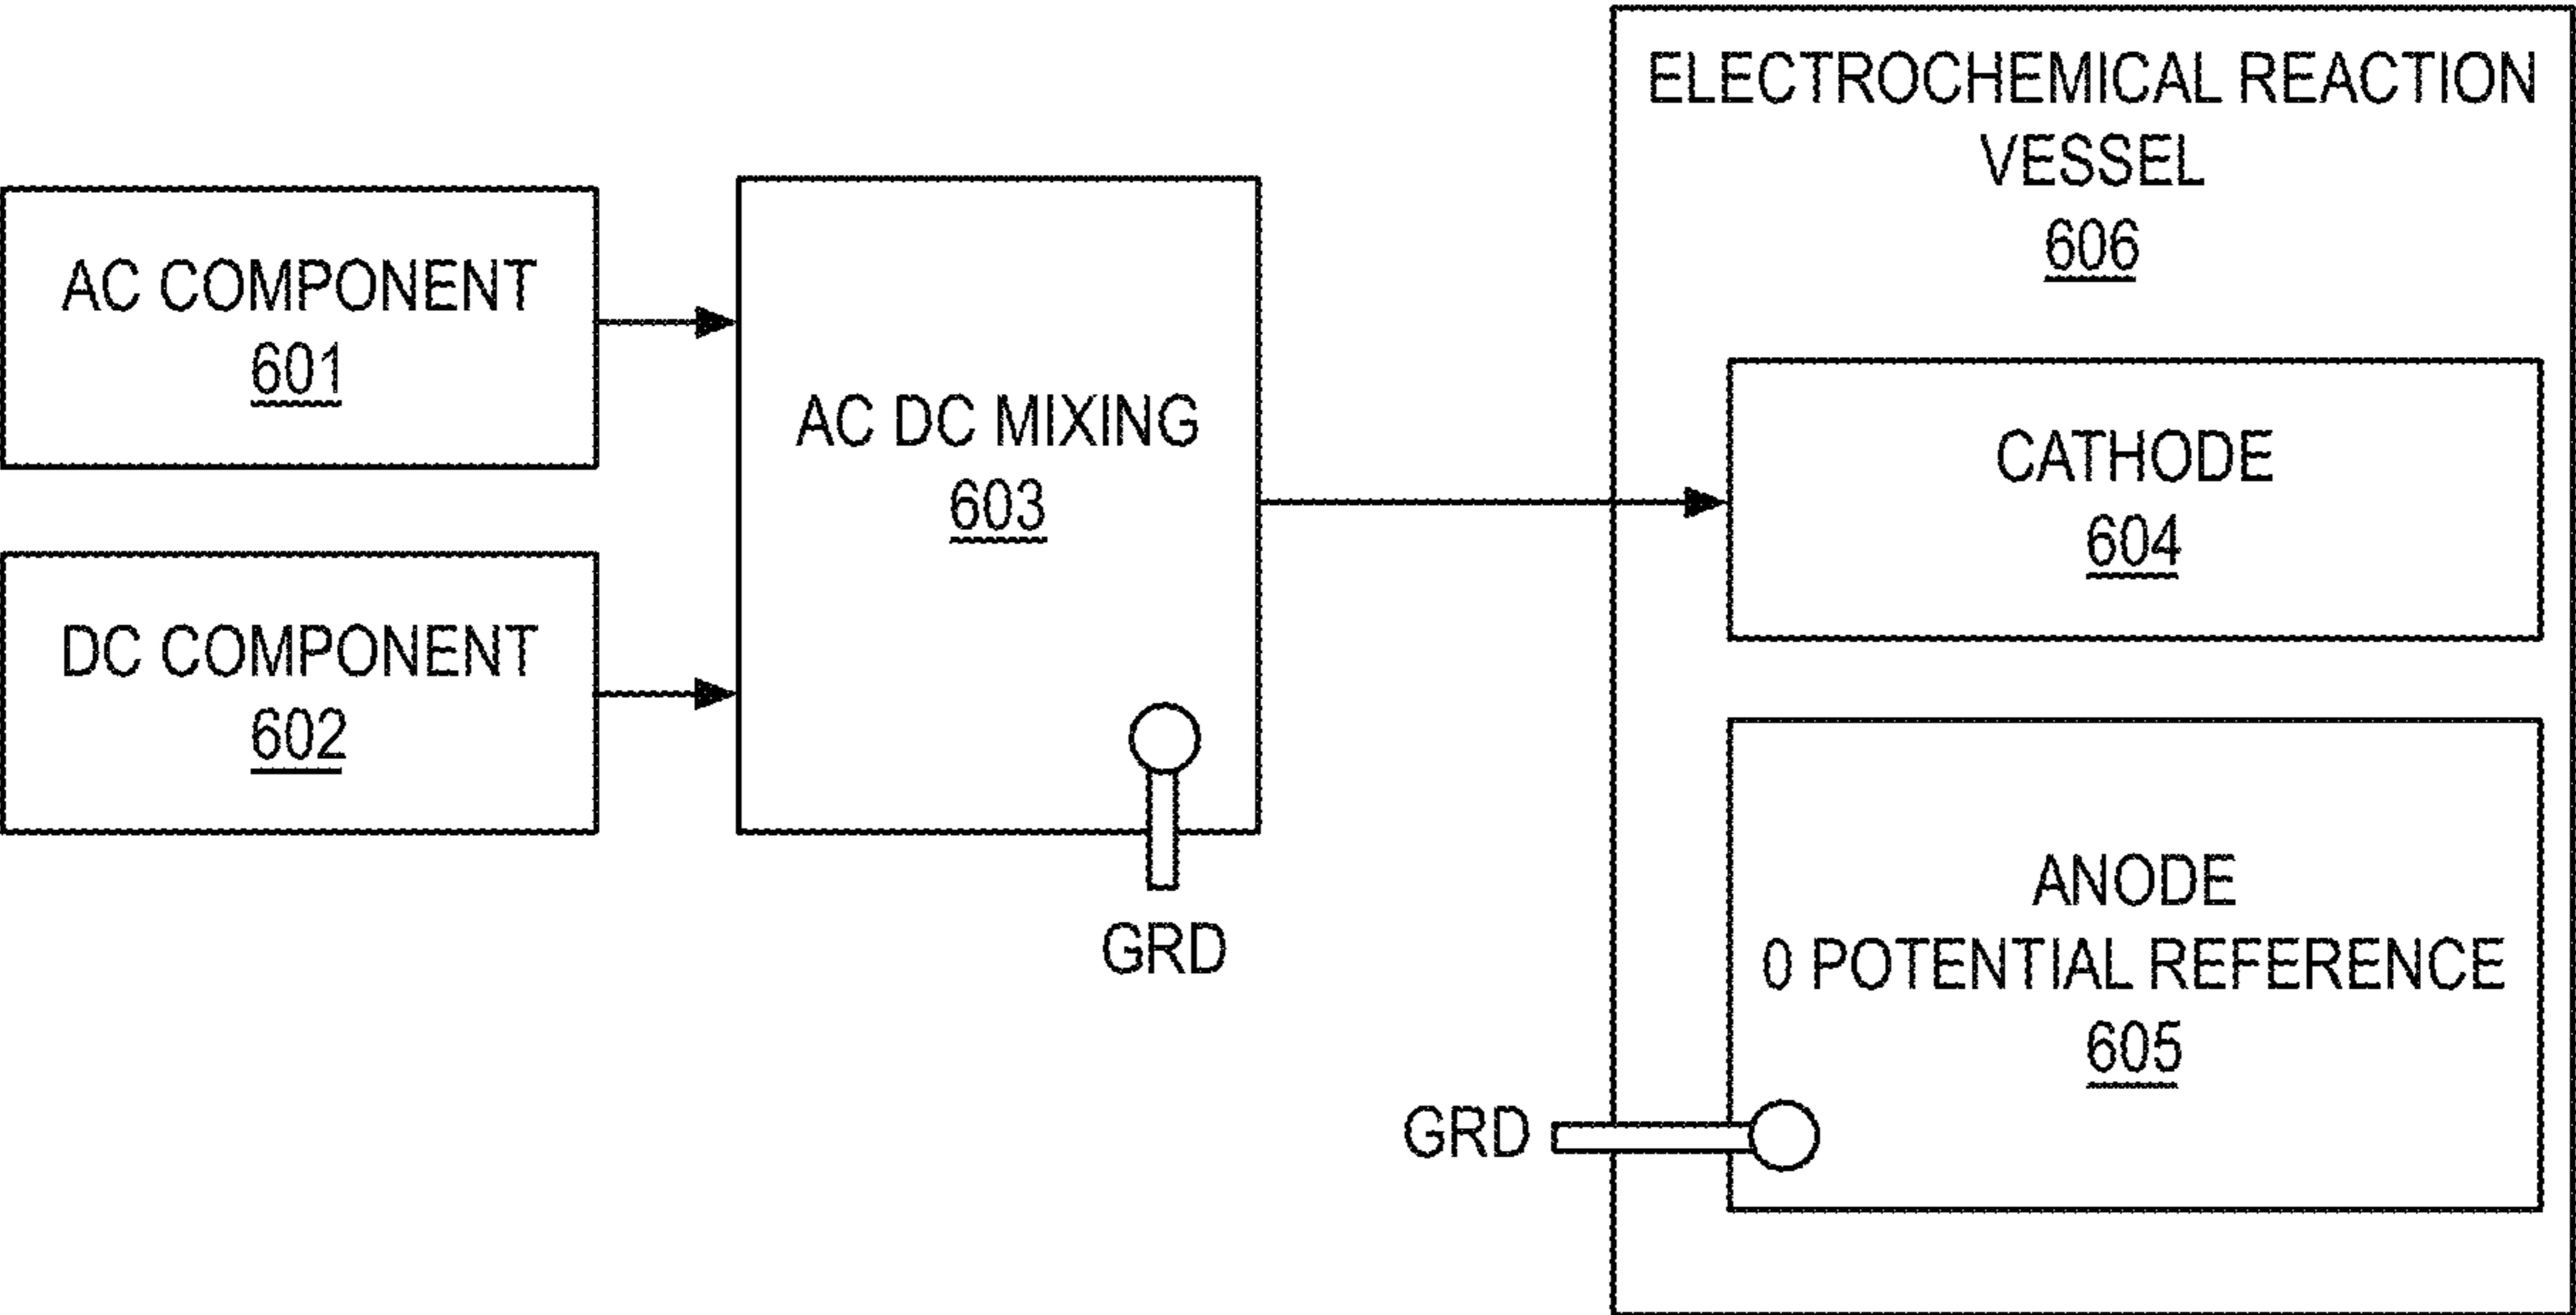 AC COMPONENT
601
DC COMPONENT
602
AC DC MIXING
603
GRD
ELECTROCHEMICAL REACTION
VESSEL
606
CATHODE
604
ANODE
0 POTENTIAL REFERENCE
605
GRD